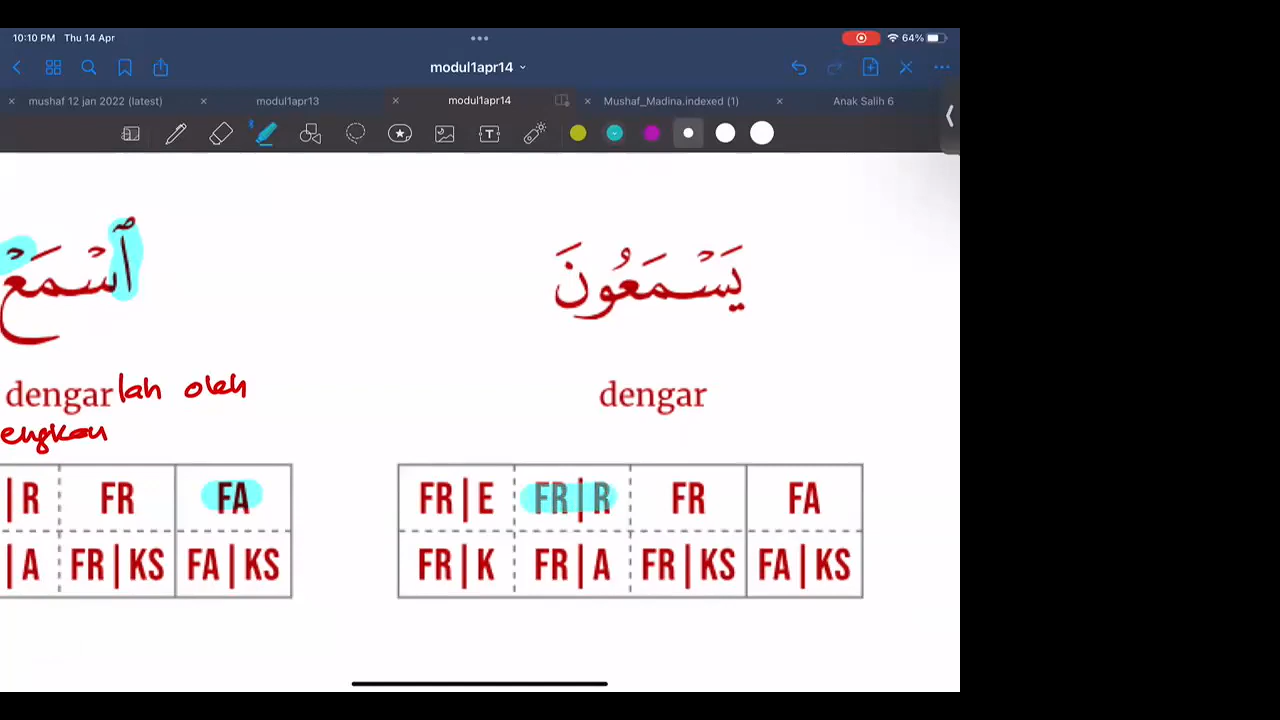 10:10 PM Thu 14 Apr 64%
modul1apr14
mushaf 12 jan 2022 (latest) modul1apr13 modul1apr14 Mushaf_Madina.indexed (1) Anak Salih 6
ٱسْمَعْ
يَسْمَعُونَ
dengarlah oleh
engkau
dengar
|R FR FA
|A FR|KS FA|KS
FR|E FR|R FR FA
FR|K FR|A FR|KS FA|KS